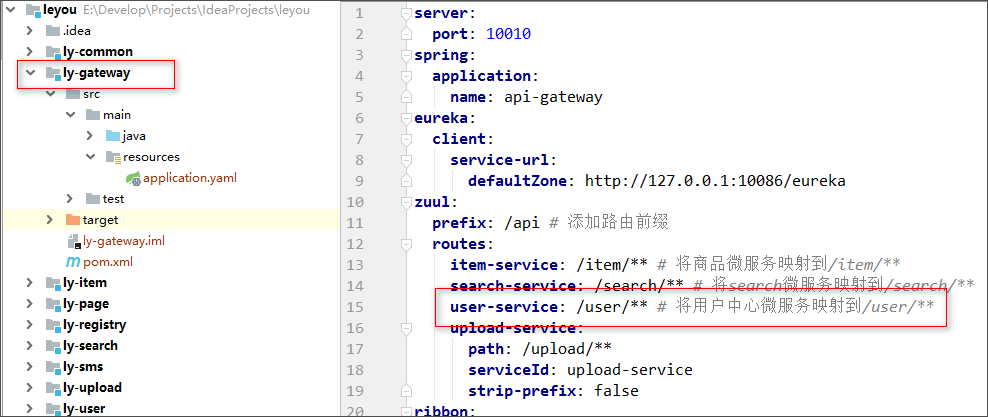 leyou E:\Develop\Projects\IdeaProjects\leyou
.idea
ly-common
ly-gateway
src
main
java
resources
application.yaml
test
target
ly-gateway.iml
pom.xml
ly-item
ly-page
ly-registry
ly-search
ly-sms
ly-upload
ly-user
1 server:
2 port: 10010
3 spring:
4 application:
5 name: api-gateway
6 eureka:
7 client:
8 service-url:
9 defaultZone: http://127.0.0.1:10086/eureka
10 zuul:
11 prefix: /api # 添加路由前缀
12 routes:
13 item-service: /item/** # 将商品微服务映射到/item/**
14 search-service: /search/** # 将search微服务映射到/search/**
15 user-service: /user/** # 将用户中心微服务映射到/user/**
16 upload-service:
17 path: /upload/**
18 serviceId: upload-service
19 strip-prefix: false
20 ribbon: